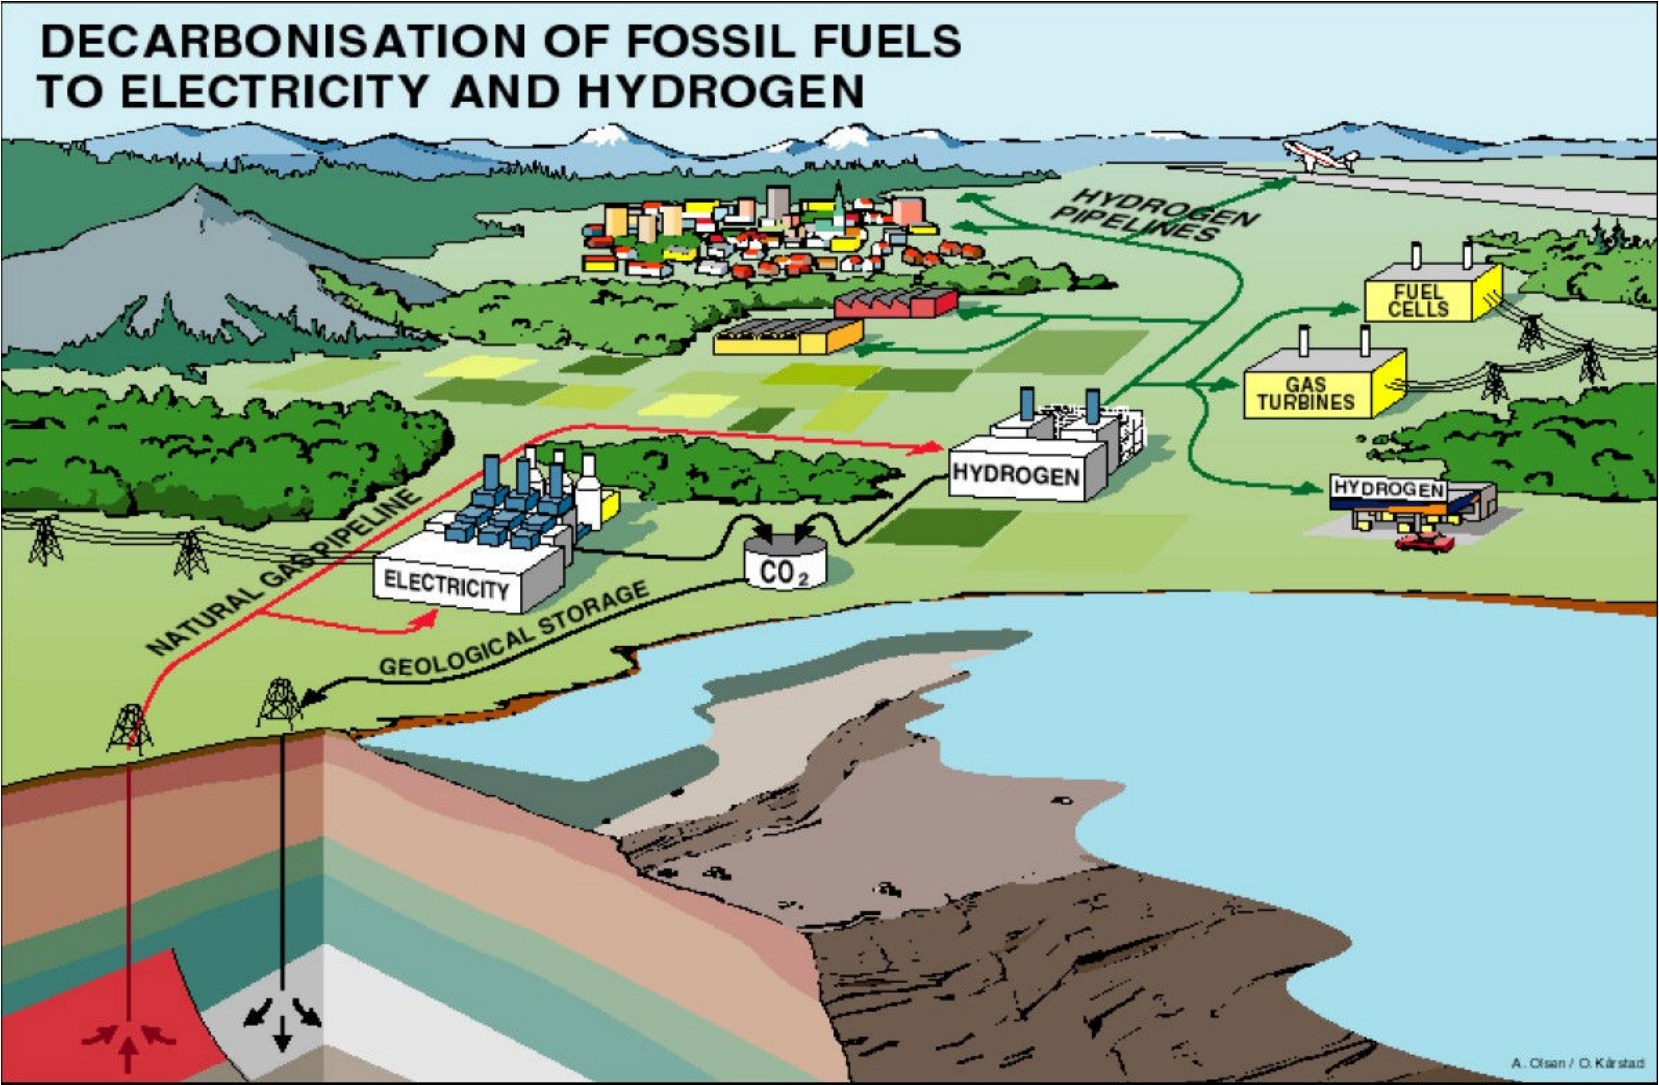 DECARBONISATION OF FOSSIL FUELS
TO ELECTRICITY AND HYDROGEN
HYDROGEN
PIPELINES
FUEL
CELLS
GAS
TURBINES
HYDROGEN
HYDROGEN
NATURAL GAS PIPELINE
ELECTRICITY
CO₂
GEOLOGICAL STORAGE
A. Olsen / O. Kårstad